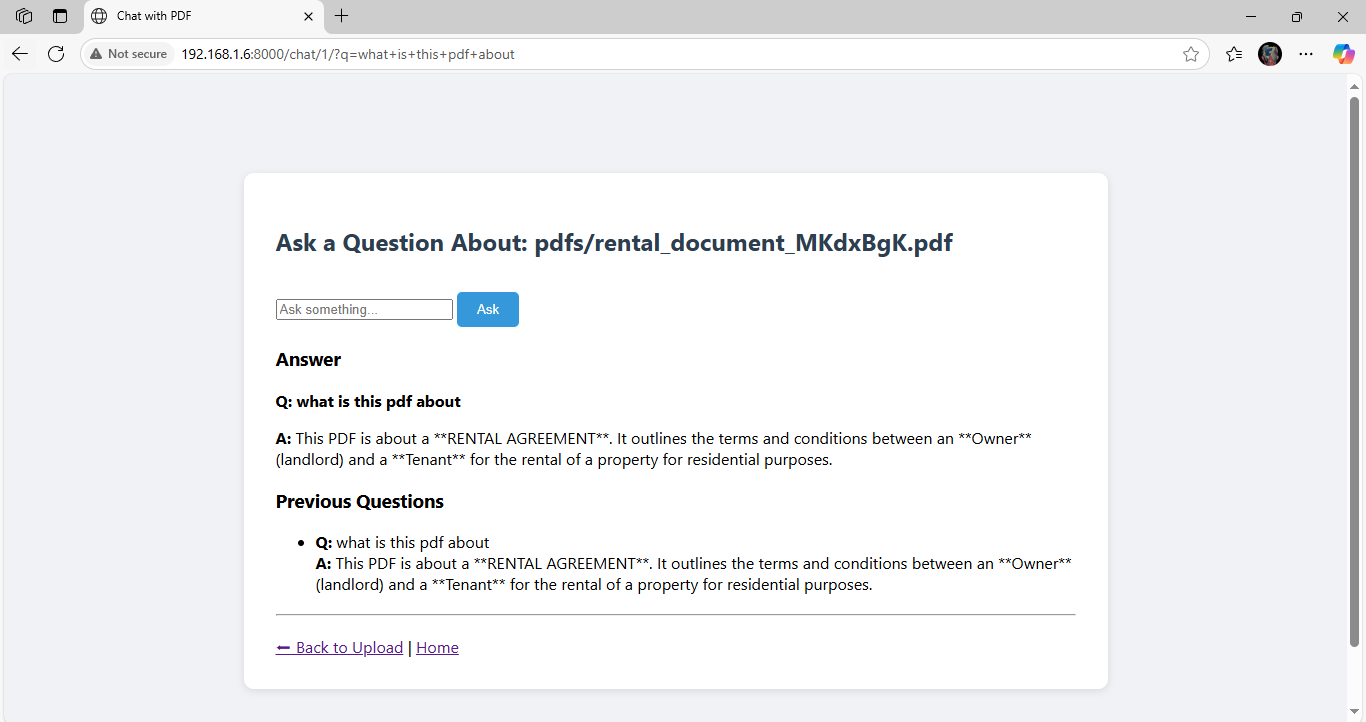 Chat with PDF
Not secure 192.168.1.6:8000/chat/1/?q=what+is+this+pdf+about
Ask a Question About: pdfs/rental_document_MKdxBgK.pdf
Ask something... Ask
Answer
Q: what is this pdf about
A: This PDF is about a **RENTAL AGREEMENT**. It outlines the terms and conditions between an **Owner**
(landlord) and a **Tenant** for the rental of a property for residential purposes.
Previous Questions
• Q: what is this pdf about
A: This PDF is about a **RENTAL AGREEMENT**. It outlines the terms and conditions between an **Owner**
(landlord) and a **Tenant** for the rental of a property for residential purposes.
← Back to Upload | Home